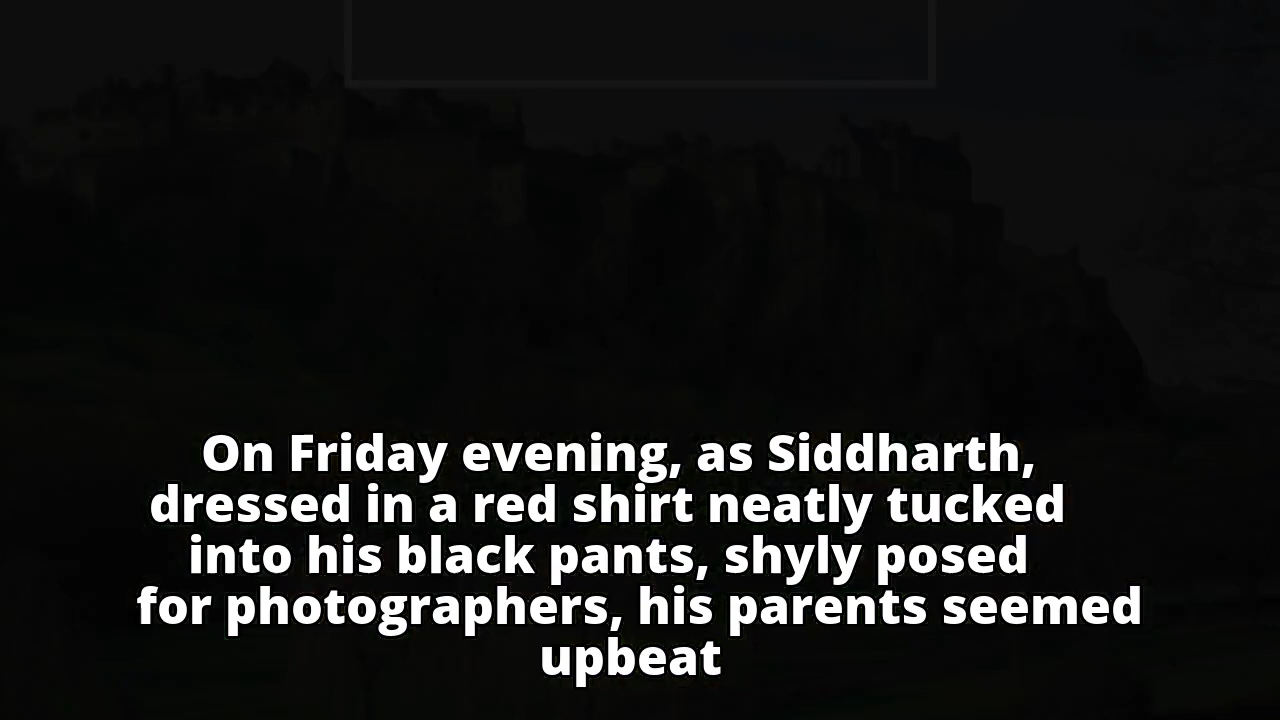 On Friday evening, as Siddharth,
dressed in a red shirt neatly tucked
into his black pants, shyly posed
for photographers, his parents seemed
upbeat